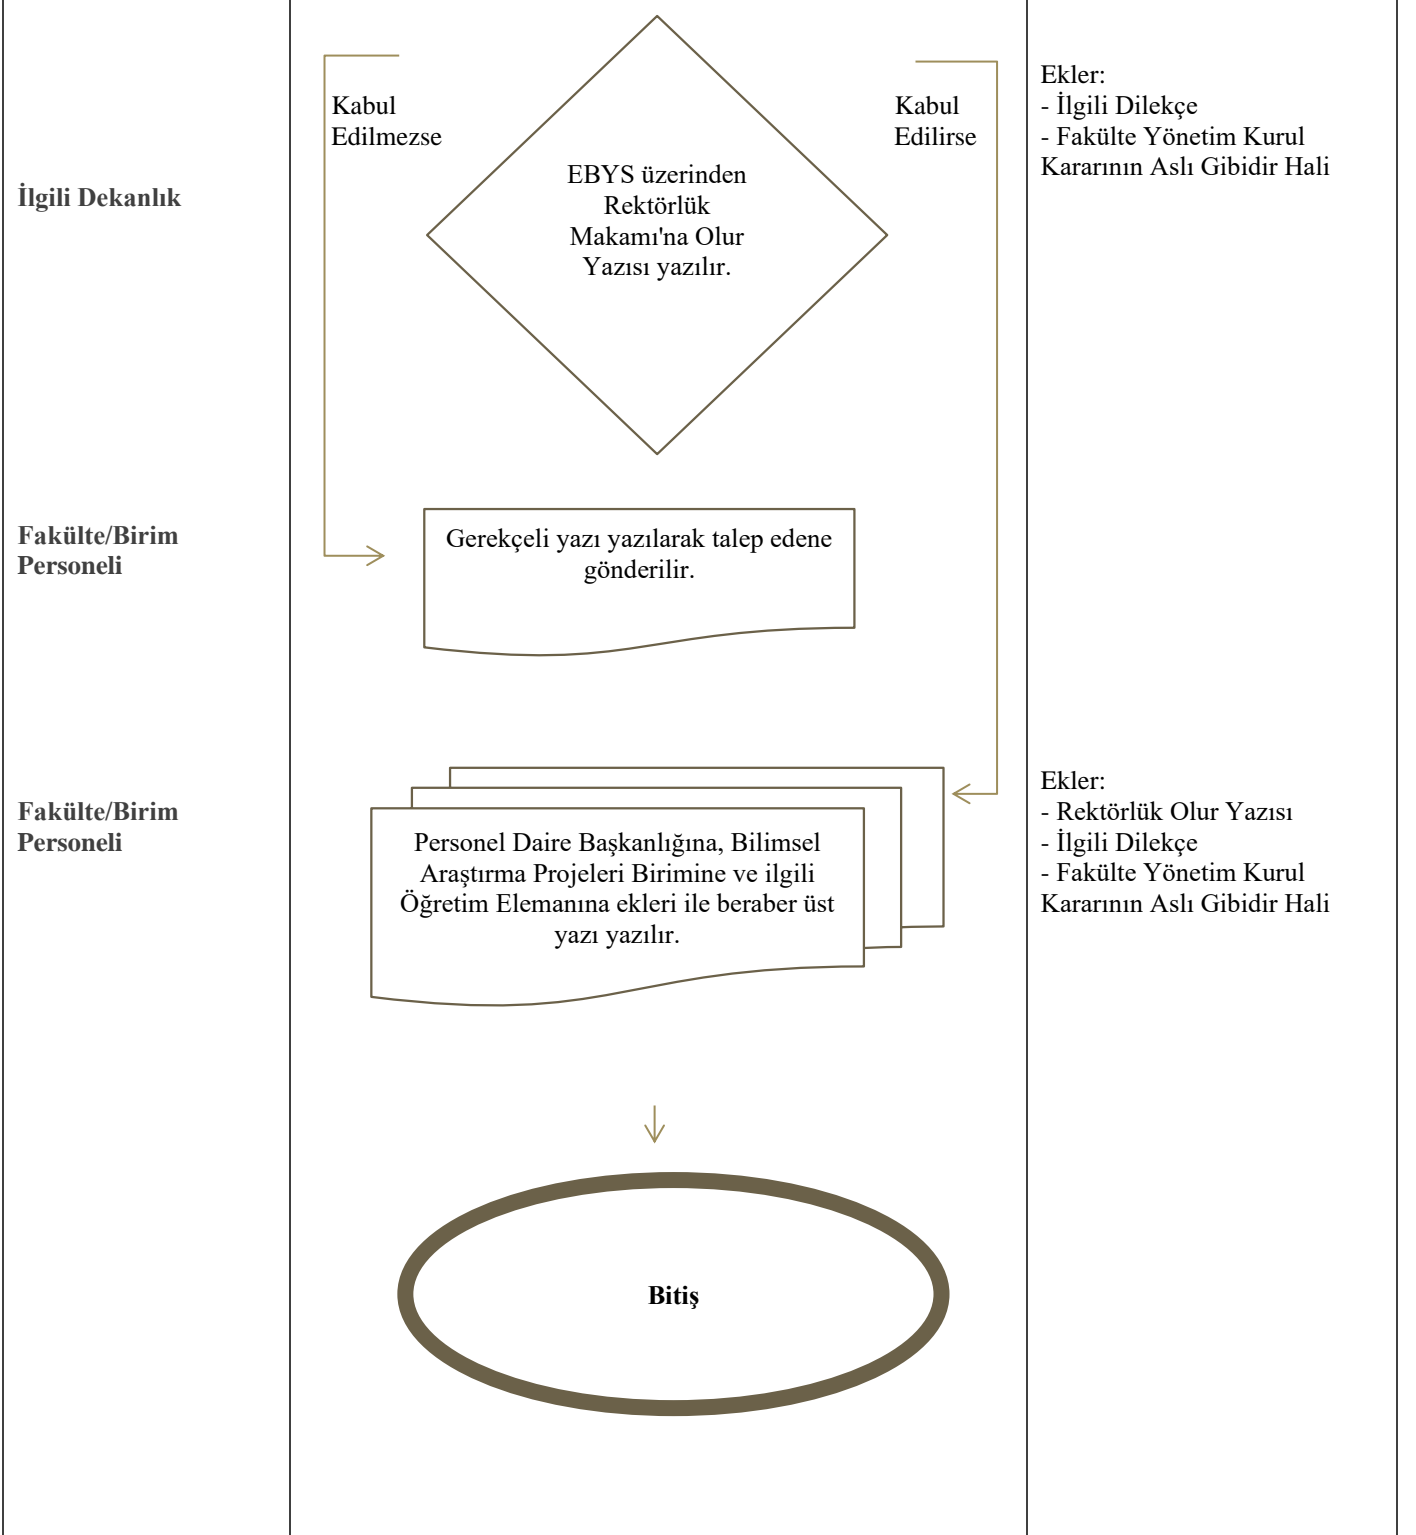 Kabul
Edilmezse
Kabul
Edilirse
Ekler:
- İlgili Dilekçe
- Fakülte Yönetim Kurul
Kararının Aslı Gibidir Hali
İlgili Dekanlık
EBYS üzerinden
Rektörlük
Makamı'na Olur
Yazısı yazılır.
Fakülte/Birim
Personeli
Gerekçeli yazı yazılarak talep edene
gönderilir.
Fakülte/Birim
Personeli
Personel Daire Başkanlığına, Bilimsel
Araştırma Projeleri Birimine ve ilgili
Öğretim Elemanına ekleri ile beraber üst
yazı yazılır.
Ekler:
- Rektörlük Olur Yazısı
- İlgili Dilekçe
- Fakülte Yönetim Kurul
Kararının Aslı Gibidir Hali
Bitiş